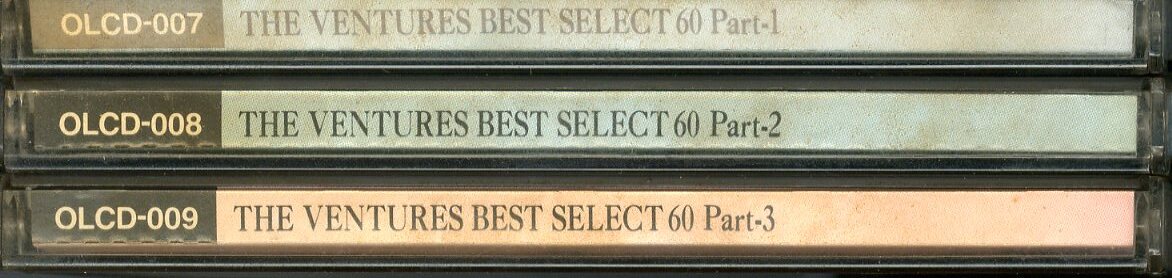 OLCD-007 THE VENTURES BEST SELECT 60 Part-1
OLCD-008 THE VENTURES BEST SELECT 60 Part-2
OLCD-009 THE VENTURES BEST SELECT 60 Part-3